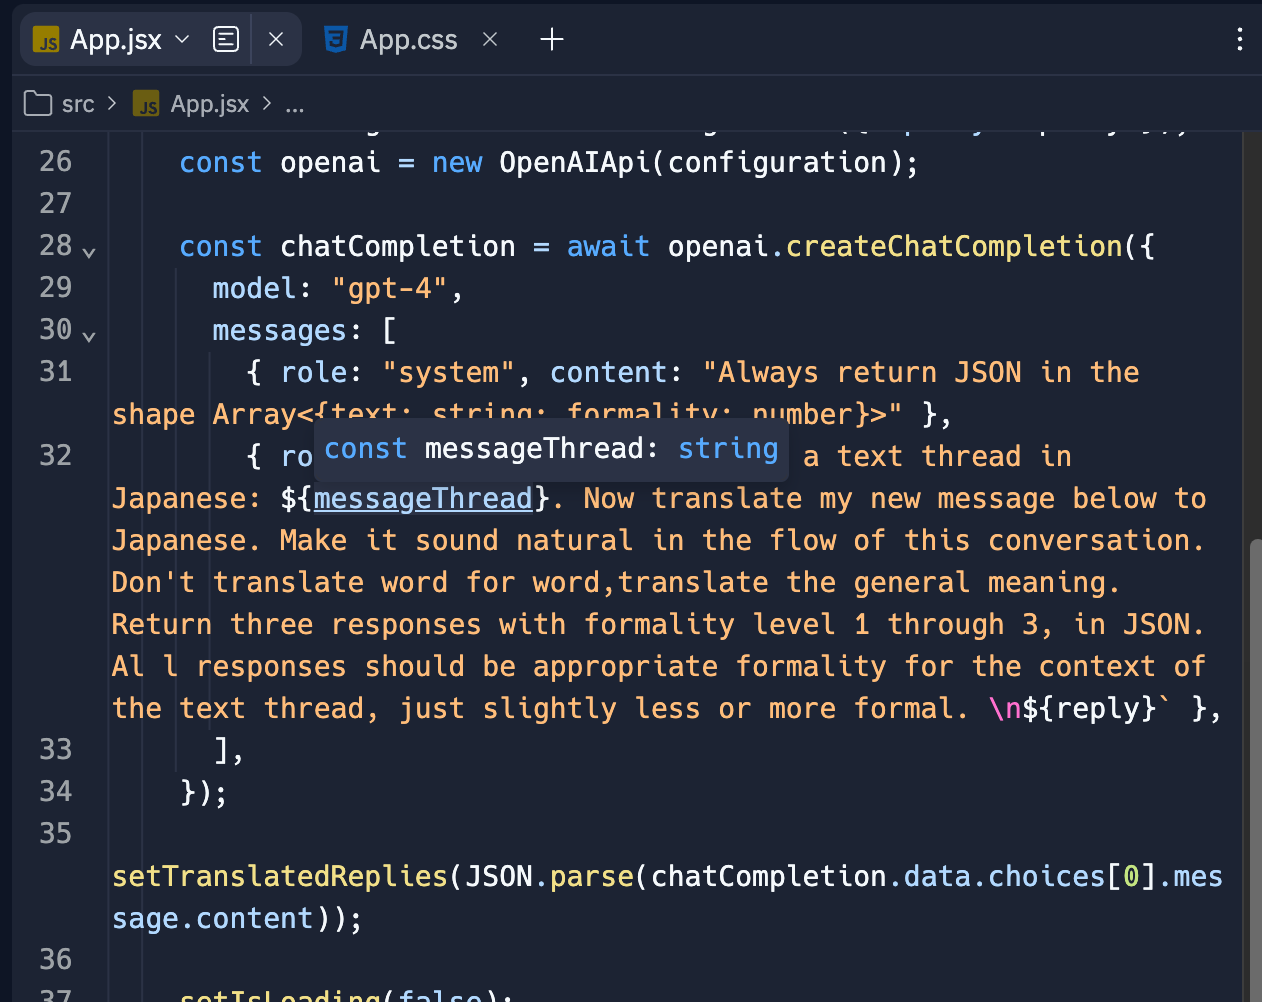 App.jsx
App.css
src > App.jsx > ...
26 const openai = new OpenAIApi(configuration);
27
28 const chatCompletion = await openai.createChatCompletion({
29 model: "gpt-4",
30 messages: [
31 { role: "system", content: "Always return JSON in the
shape Array<{text: string; formality: number}>" },
const messageThread: string
32 { ro a text thread in
Japanese: ${messageThread}. Now translate my new message below to
Japanese. Make it sound natural in the flow of this conversation.
Don't translate word for word,translate the general meaning.
Return three responses with formality level 1 through 3, in JSON.
Al l responses should be appropriate formality for the context of
the text thread, just slightly less or more formal. \n${reply}` },
33 ],
34 });
35
setTranslatedReplies(JSON.parse(chatCompletion.data.choices[0].mes
sage.content));
36
37 setIsLoading(false);